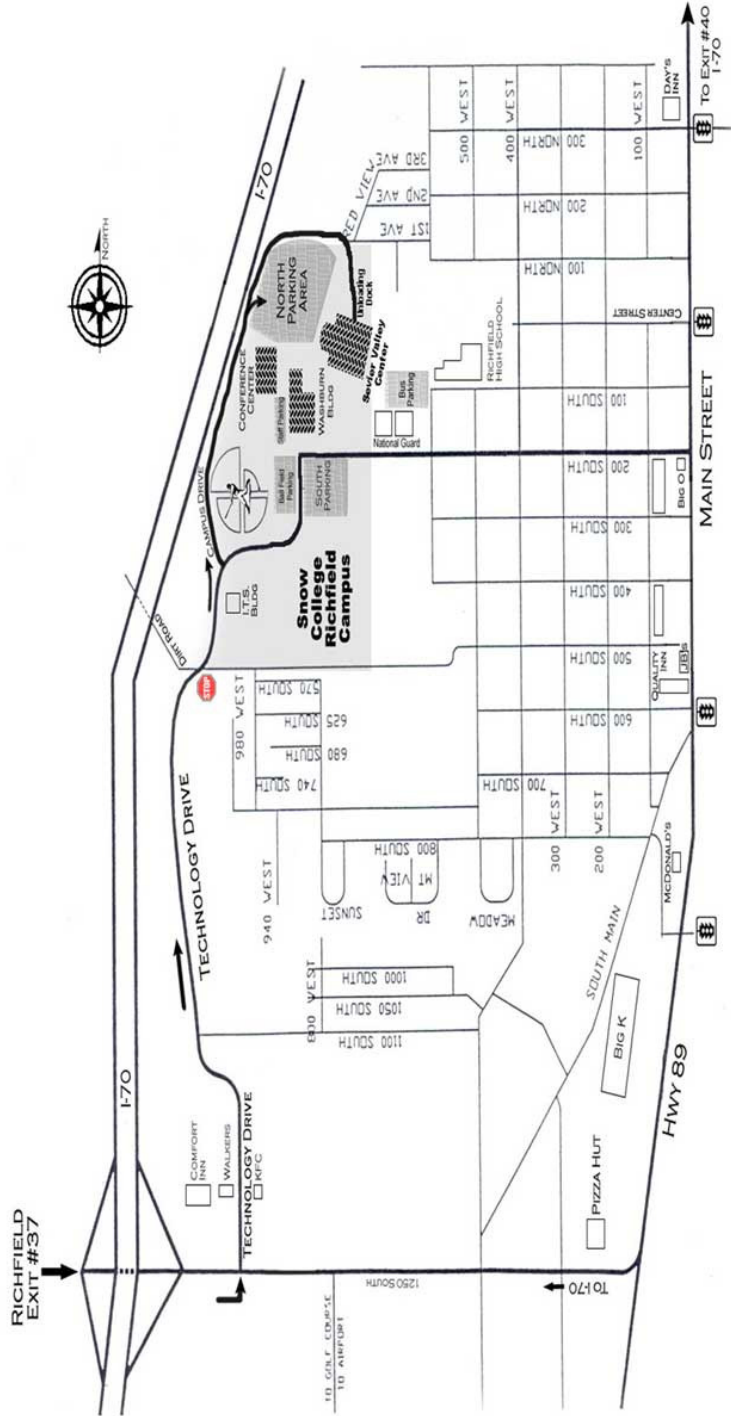 RICHFIELD
EXIT #37
I-70
I-70
NORTH
COMFORT
INN
WALKERS
KFC
TECHNOLOGY DRIVE
TECHNOLOGY DRIVE
DIRT ROAD
STOP
CAMPUS DRIVE
I.T.S.
BLDG
Snow
College
Richfield
Campus
Ball Field
Parking
SOUTH
PARKING
Staff Parking
CONFERENCE
CENTER
WASHBURN
BLDG
NORTH
PARKING
AREA
Sevier Valley
Center
Unloading
Dock
RED VIEW
1ST AVE
2ND AVE
3RD AVE
National Guard
Bus
Parking
RICHFIELD
HIGH SCHOOL
500 WEST
400 WEST
100 WEST
300 NORTH
200 NORTH
100 NORTH
CENTER STREET
100 SOUTH
200 SOUTH
300 SOUTH
400 SOUTH
500 SOUTH
600 SOUTH
700 SOUTH
980 WEST
570 SOUTH
625 SOUTH
680 SOUTH
740 SOUTH
940 WEST
800 SOUTH
SUNSET
MT
VIEW
DR
MEADOW
300 WEST
200 WEST
800 WEST
1000 SOUTH
1050 SOUTH
1100 SOUTH
SOUTH MAIN
BIG K
PIZZA HUT
MCDONALD'S
QUALITY
INN
JB'S
BIG O
DAY'S
INN
MAIN STREET
TO EXIT #40
I-70
HWY 89
1250 SOUTH
TO I-70
TO GOLF COURSE
TO AIRPORT